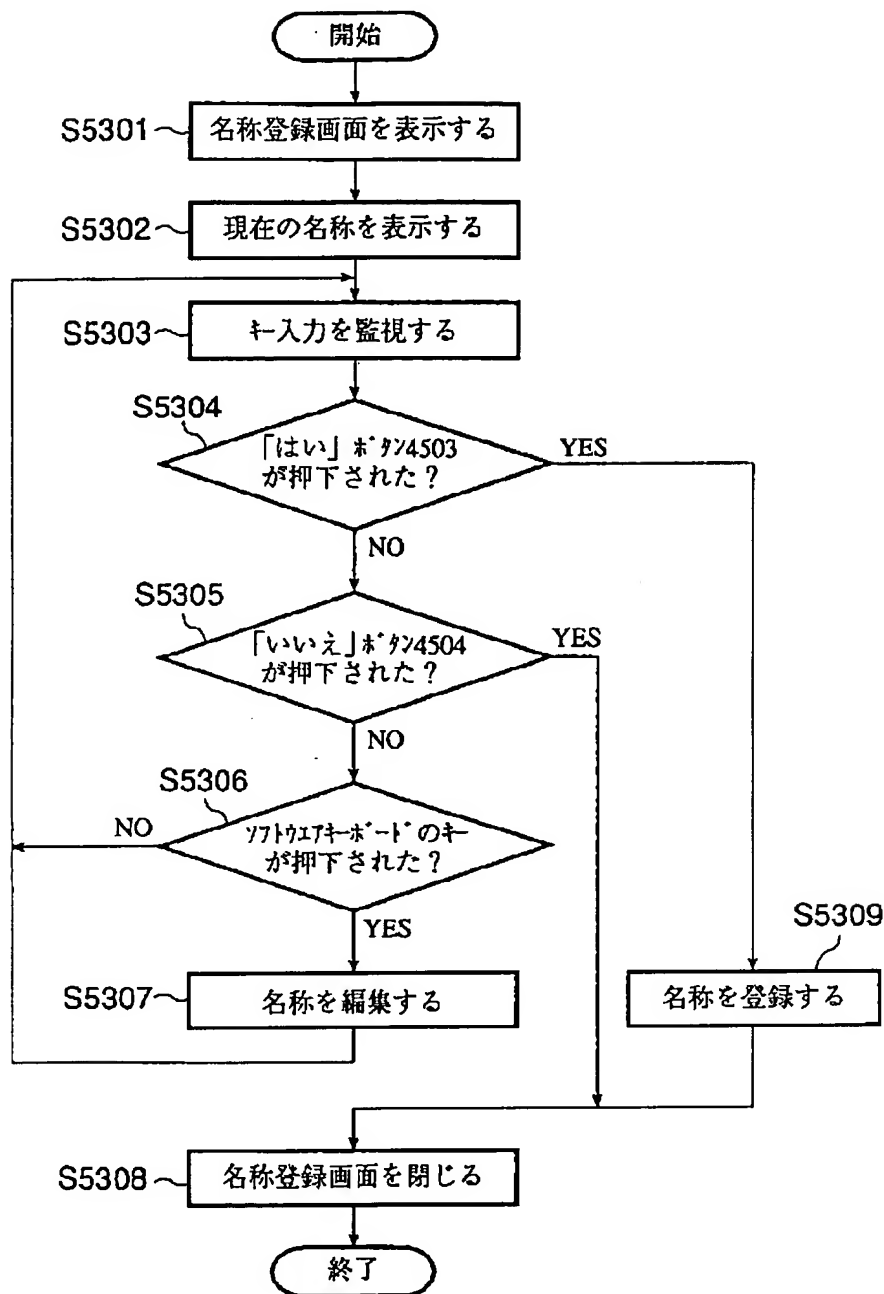 開始
S5301
名称登録画面を表示する
S5302
現在の名称を表示する
S5303
キー入力を監視する
S5304
「はい」ﾎﾞﾀﾝ4503
が押下された?
YES
NO
S5305
「いいえ」ﾎﾞﾀﾝ4504
が押下された?
YES
NO
S5306
ｿﾌﾄｳｴｱｷｰﾎﾞｰﾄﾞのキー
が押下された?
NO
YES
S5307
名称を編集する
S5309
名称を登録する
S5308
名称登録画面を閉じる
終了